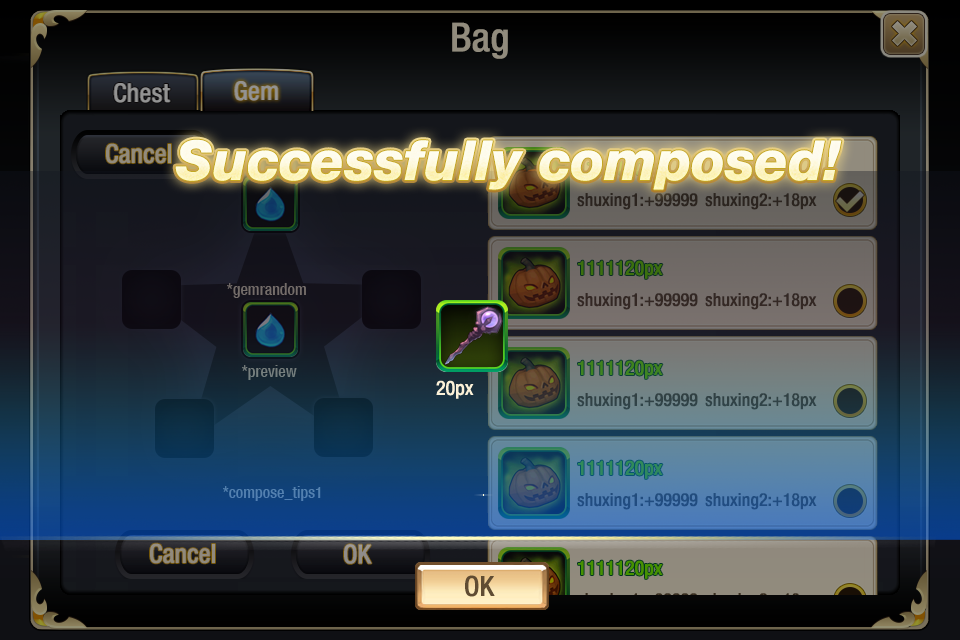 Bag
Chest
Gem
Cancel
Successfully composed!
shuxing1:+99999 shuxing2:+18px
*gemrandom
1111120px
shuxing1:+99999 shuxing2:+18px
*preview
20px
1111120px
shuxing1:+99999 shuxing2:+18px
1111120px
shuxing1:+99999 shuxing2:+18px
*compose_tips1
Cancel
OK
1111120px
OK